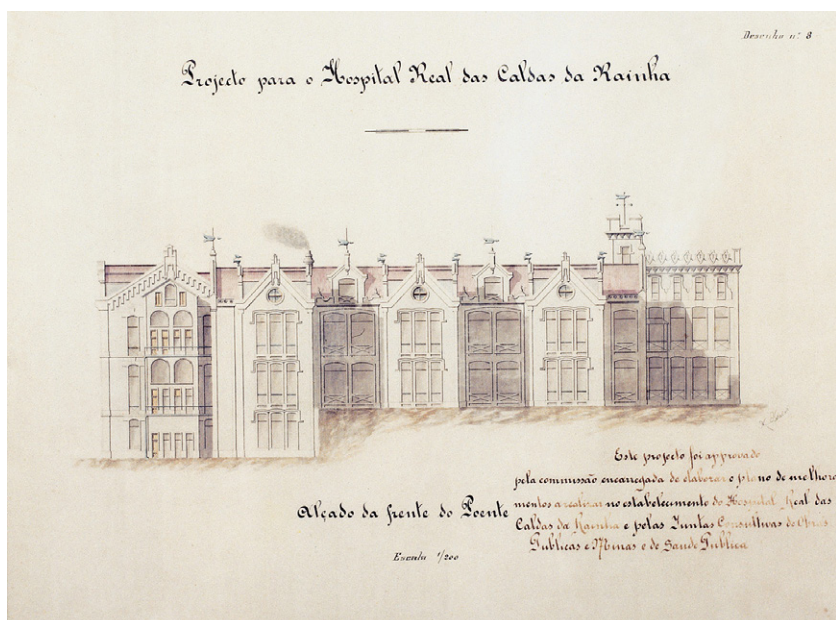 Desenho nº 8
Projecto para o Hospital Real das Caldas da Rainha
Este projecto foi approvado
pela commissão encarregada de elaborar o plano de melhora
mentos a realizar no estabelecimento do Hospital Real das
Caldas da Rainha e pelas Juntas Consultivas de Obras
Publicas e Minas e de Saude Publica
Alçado da frente do Poente
Escala 1/200